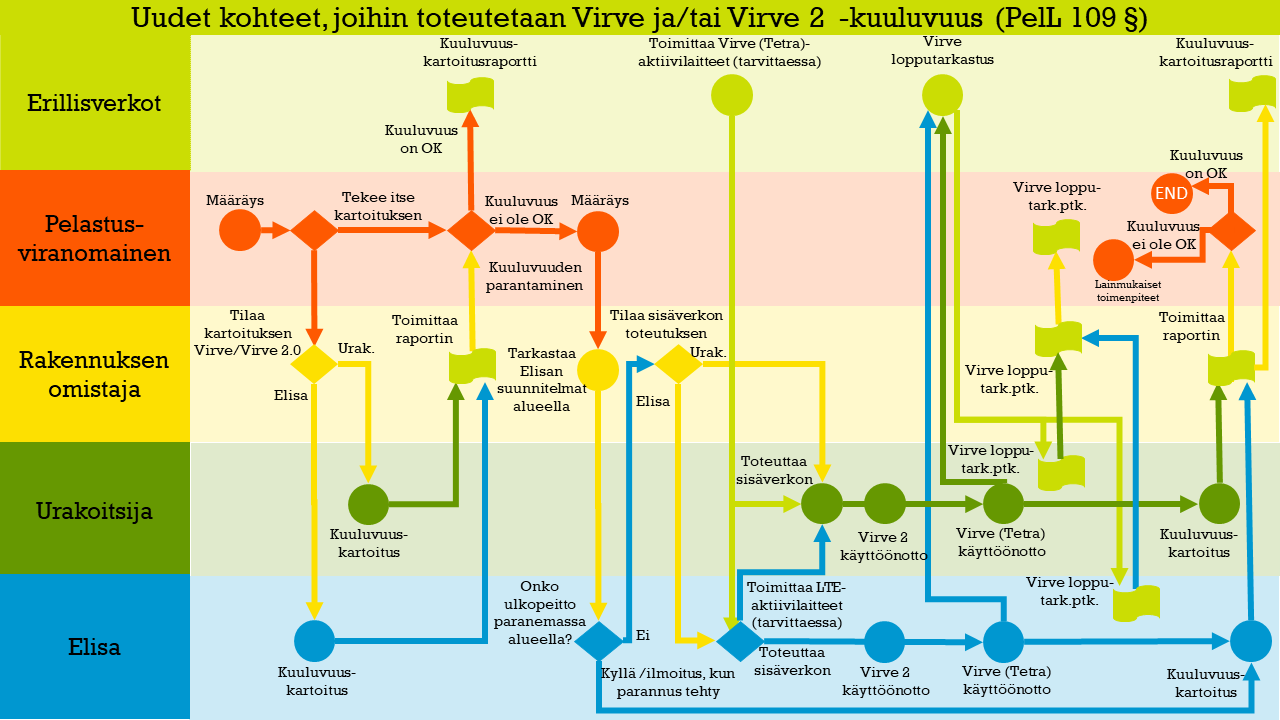 Uudet kohteet, joihin toteutetaan Virve ja/tai Virve 2 -kuuluvuus (PelL 109 §)
Erillisverkot
Kuuluvuus-
kartoitusraportti
Kuuluvuus
on OK
Toimittaa Virve (Tetra)-
aktiivilaitteet (tarvittaessa)
Virve
lopputarkastus
Kuuluvuus-
kartoitusraportti
Pelastus-
viranomainen
Määräys
Tekee itse
kartoituksen
Kuuluvuus
ei ole OK
Määräys
Kuuluvuuden
parantaminen
Virve loppu-
tark.ptk.
Kuuluvuus
on OK
END
Kuuluvuus
ei ole OK
Lainmukaiset
toimenpiteet
Rakennuksen
omistaja
Tilaa
kartoituksen
Virve/Virve 2.0
Urak.
Elisa
Toimittaa
raportin
Tarkastaa
Elisan
suunnitelmat
alueella
Tilaa sisäverkon
toteutuksen
Urak.
Elisa
Virve loppu-
tark.ptk.
Toimittaa
raportin
Urakoitsija
Kuuluvuus-
kartoitus
Toteuttaa
sisäverkon
Virve 2
käyttöönotto
Virve loppu-
tark.ptk.
Virve (Tetra)
käyttöönotto
Kuuluvuus-
kartoitus
Elisa
Kuuluvuus-
kartoitus
Onko
ulkopeitto
paranemassa
alueella?
Ei
Kyllä /ilmoitus, kun
parannus tehty
Toimittaa LTE-
aktiivilaitteet
(tarvittaessa)
Toteuttaa
sisäverkon
Virve 2
käyttöönotto
Virve (Tetra)
käyttöönotto
Virve loppu-
tark.ptk.
Kuuluvuus-
kartoitus